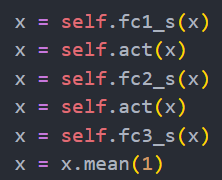 x = self.fc1_s(x)
x = self.act(x)
x = self.fc2_s(x)
x = self.act(x)
x = self.fc3_s(x)
x = x.mean(1)